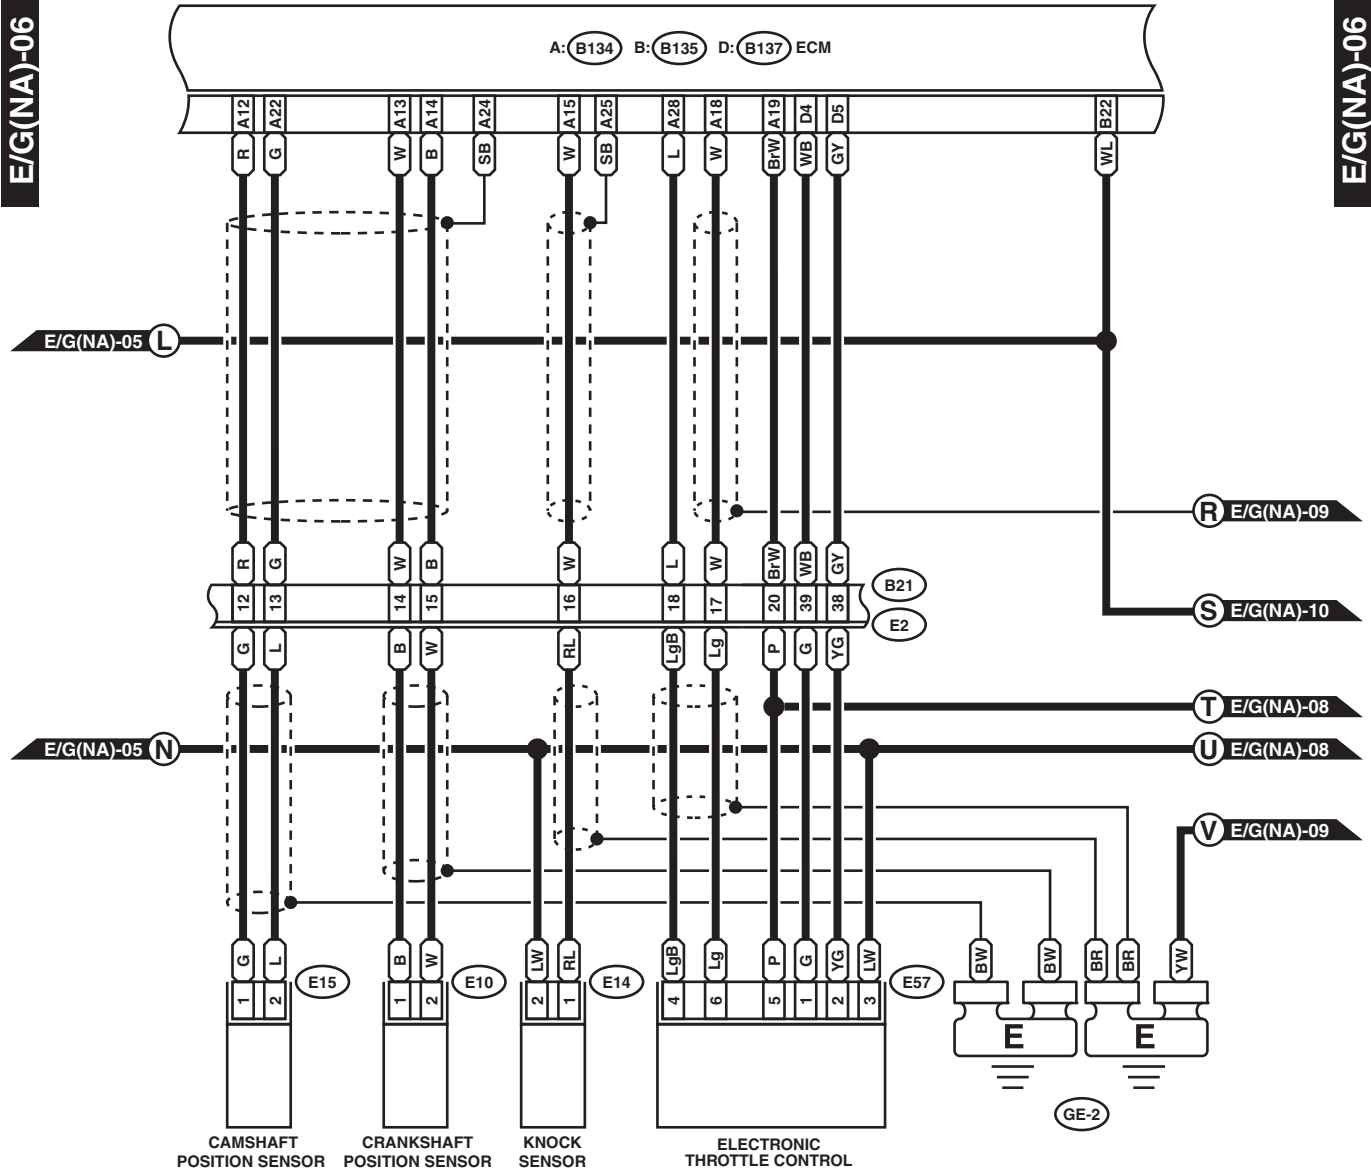 E/G(NA)-06
E/G(NA)-06
A: B134 B: B135 D: B137 ECM
A12 A22 A13 A14 A24 A15 A25 A28 A18 A19 D4 D5 B22
R G W B SB W SB L W BrW WB GY WL
E/G(NA)-05 L
R E/G(NA)-09
R G W B W L W BrW WB GY
B21
12 13 14 15 16 18 17 20 39 38
S E/G(NA)-10
E2
G L B W RL LgB Lg P G YG
T E/G(NA)-08
E/G(NA)-05 N
U E/G(NA)-08
V E/G(NA)-09
G L B W LW RL LgB Lg P G YG LW BW BW BR BR YW
E15 E10 E14 E57
1 2 1 2 2 1 4 6 5 1 2 3
E E
GE-2
CAMSHAFT
POSITION SENSOR
CRANKSHAFT
POSITION SENSOR
KNOCK
SENSOR
ELECTRONIC
THROTTLE CONTROL